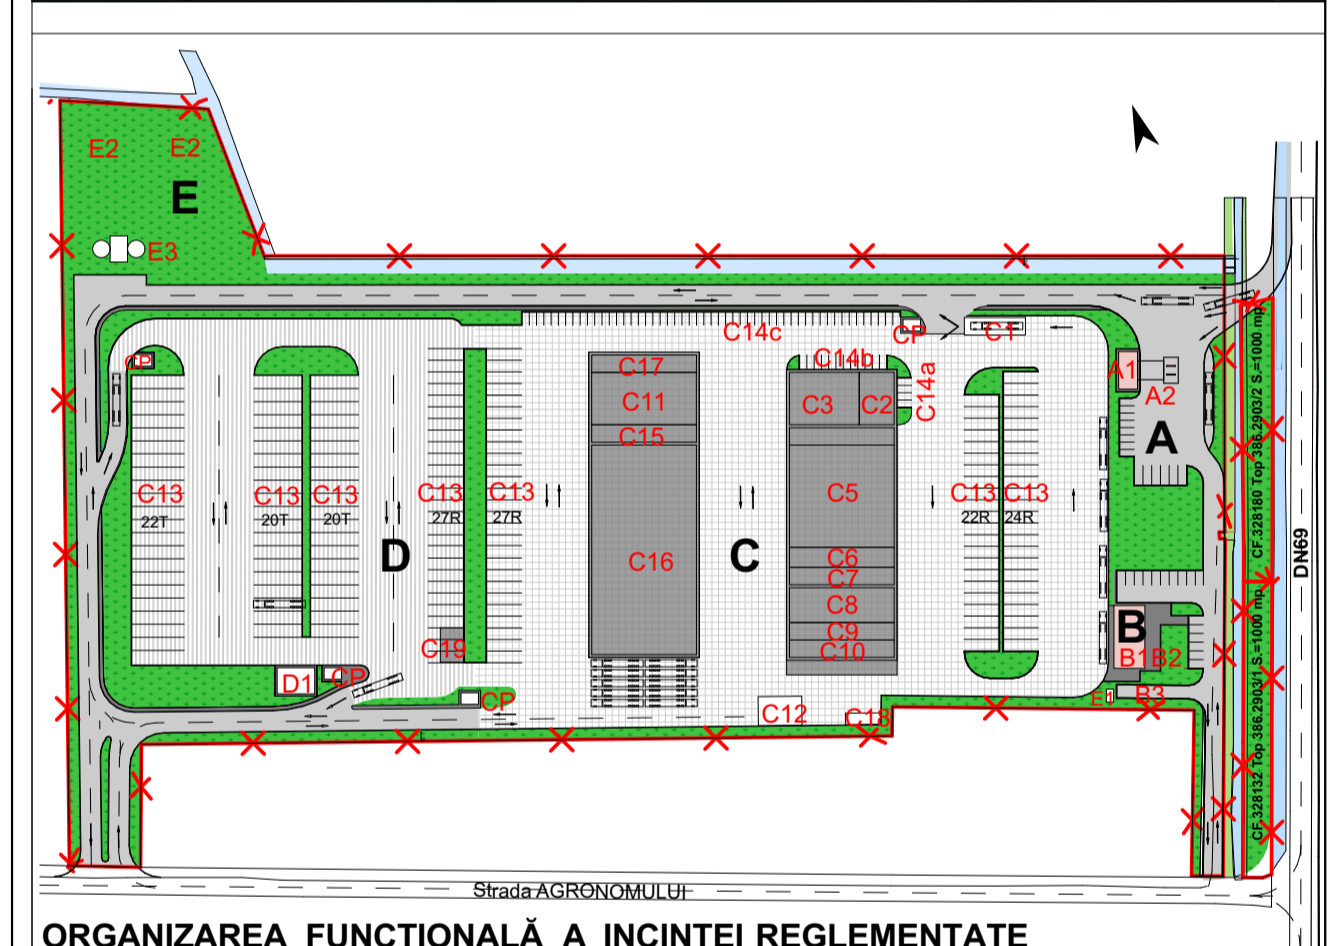 E2 E2
E
E3
C14c
CP
C1
CP
C17
C14b
A1
C11
C3
C2
C14a
A2
C15
A
C13 C13 C13 C13 C13 C5 C13 C13
22T 20T 20T 27R 27R 22R 24R
D
C
C16
C6
C7
C8
C9
C10
B
C19
B1 B2
D1
CP
CP
C12
C18
E1
B3
CF.328180 Top 386.2903/2 S.=1000 mp
CF.328132 Top 386.2903/1 S.=1000 mp
DN69
Strada AGRONOMULUI
ORGANIZAREA FUNCȚIONALĂ A INCINTEI REGLEMENTATE